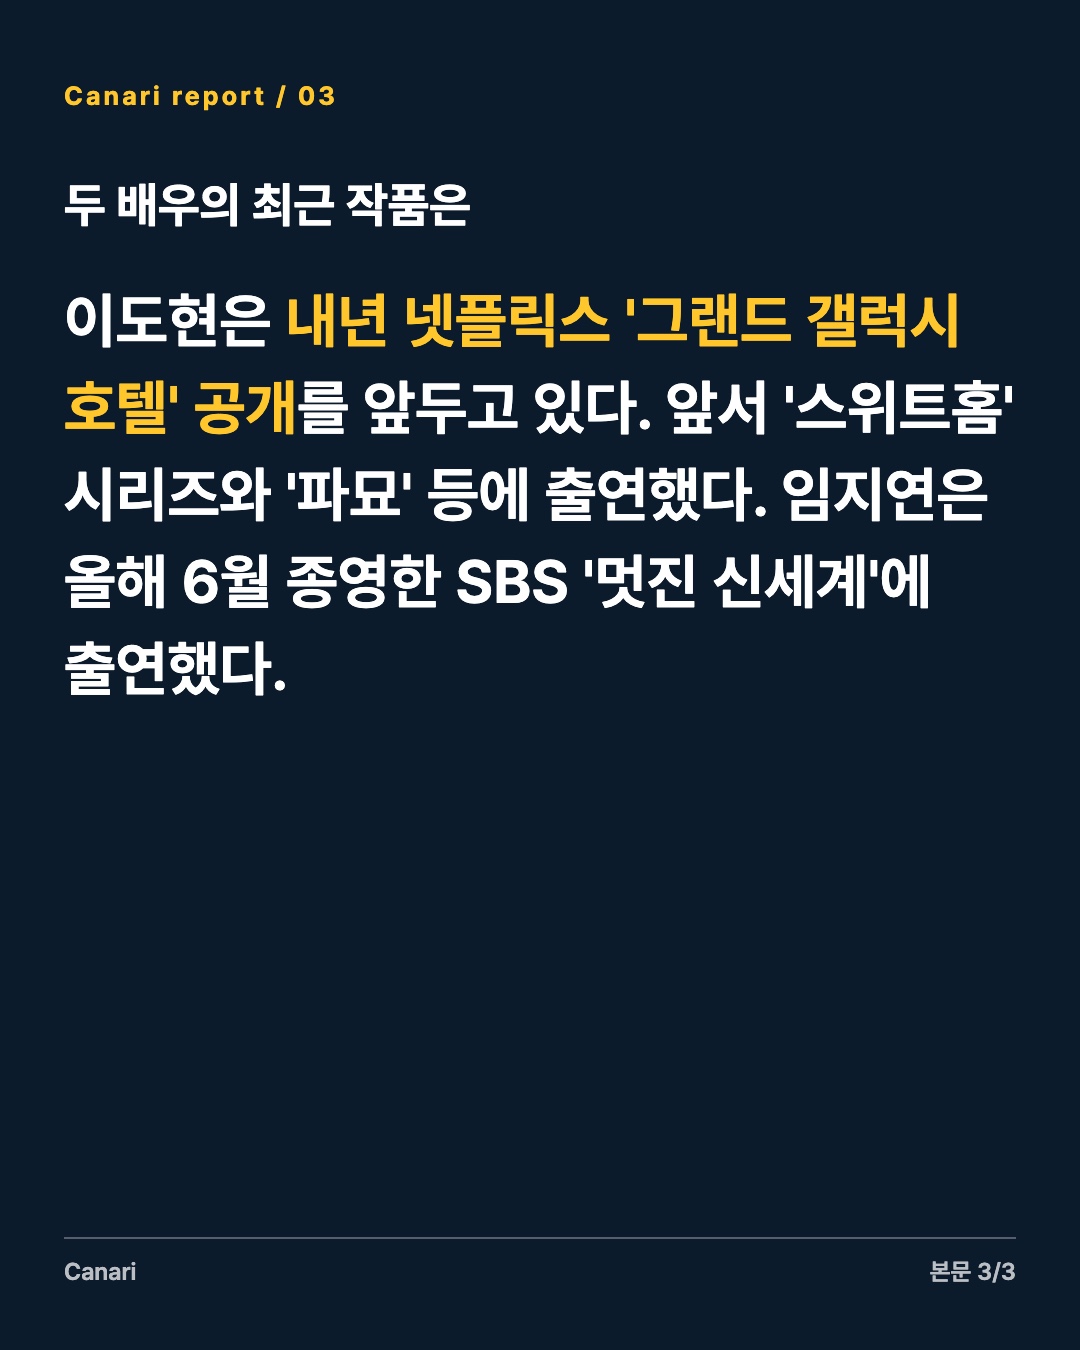 Canari report / 03
두 배우의 최근 작품은
이도현은 내년 넷플릭스 '그랜드 갤럭시
호텔' 공개를 앞두고 있다. 앞서 '스위트홈'
시리즈와 '파묘' 등에 출연했다. 임지연은
올해 6월 종영한 SBS '멋진 신세계'에
출연했다.
Canari
본문 3/3